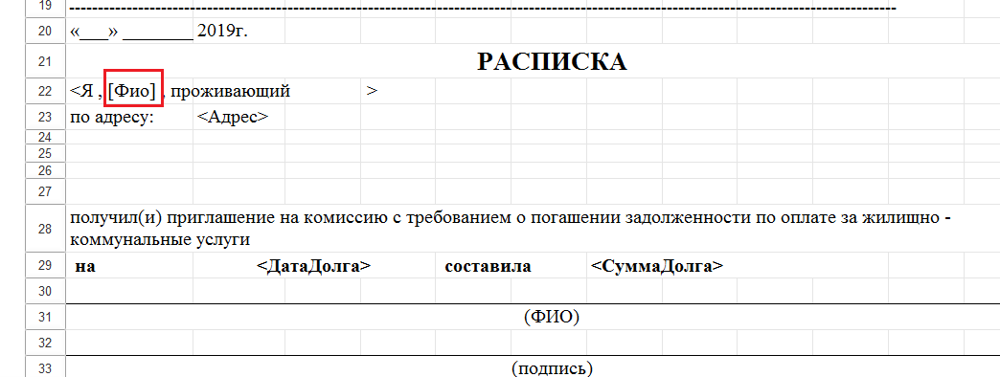 19 ------------------------------------------------------------------------------------------
20 «___» _______ 2019г.
21 РАСПИСКА
22 <Я , [Фио] , проживающий >
23 по адресу: <Адрес>
24
25
26
27
28 получил(и) приглашение на комиссию с требованием о погашении задолженности по оплате за жилищно -
коммунальные услуги
29 на <ДатаДолга> составила <СуммаДолга>
30
31 (ФИО)
32
33 (подпись)